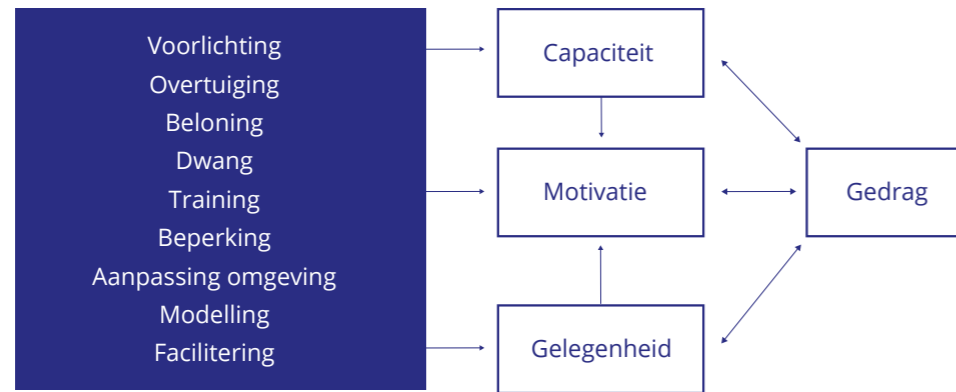 Voorlichting
Overtuiging
Beloning
Dwang
Training
Beperking
Aanpassing omgeving
Modelling
Facilitering
Capaciteit
Motivatie
Gelegenheid
Gedrag